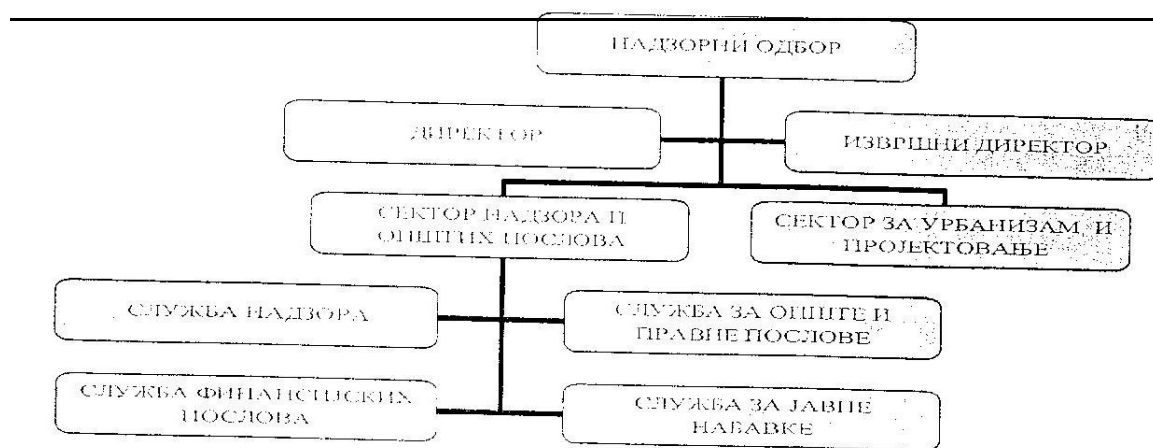 НАДЗОРНИ ОДБОР
ДИРЕКТОР
ИЗВРШНИ ДИРЕКТОР
СЕКТОР НАДЗОРА И
ОПШТИХ ПОСЛОВА
СЕКТОР ЗА УРБАНИЗАМ, И
ПРОЈЕКТОВАЊЕ
СЛУЖБА НАДЗОРА
СЛУЖБА ЗА ОПШТЕ И
ПРАВНЕ ПОСЛОВЕ
СЛУЖБА ФИНАНСИЈСКИХ
ПОСЛОВА
СЛУЖБА ЗА ЈАВНЕ
НАБАВКЕ